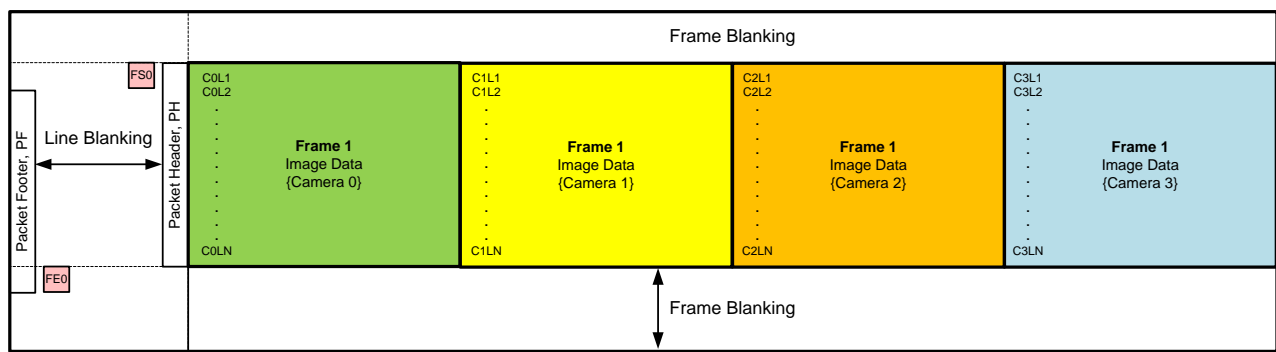 Frame Blanking
FS0
Packet Footer, PF
Line Blanking
Packet Header, PH
C0L1
C0L2
.
.
.
.
.
.
.
.
.
C0LN
Frame 1
Image Data
{Camera 0}
C1L1
C1L2
.
.
.
.
.
.
.
.
.
C1LN
Frame 1
Image Data
{Camera 1}
C2L1
C2L2
.
.
.
.
.
.
.
.
.
C2LN
Frame 1
Image Data
{Camera 2}
C3L1
C3L2
.
.
.
.
.
.
.
.
.
C3LN
Frame 1
Image Data
{Camera 3}
FE0
Frame Blanking